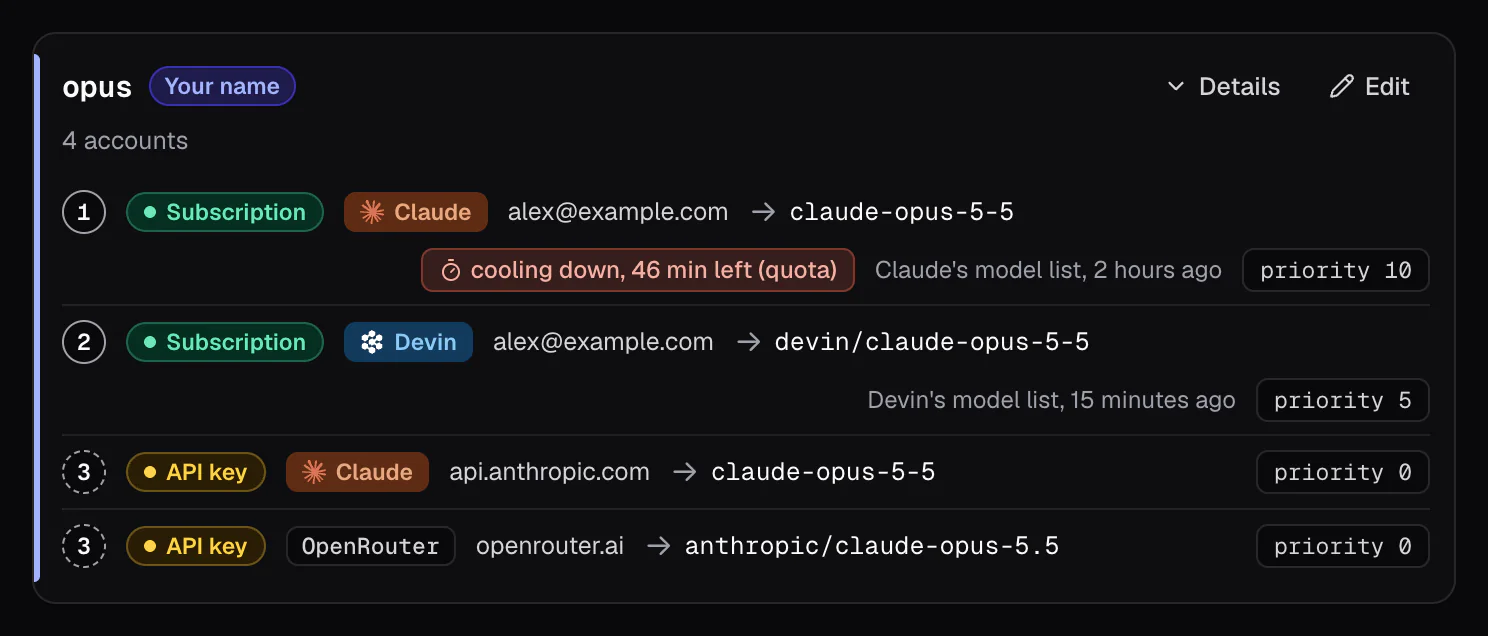 opus Your name Details Edit
4 accounts
1 Subscription Claude alex@example.com → claude-opus-5-5
cooling down, 46 min left (quota) Claude's model list, 2 hours ago priority 10
2 Subscription Devin alex@example.com → devin/claude-opus-5-5
Devin's model list, 15 minutes ago priority 5
3 API key Claude api.anthropic.com → claude-opus-5-5 priority 0
3 API key OpenRouter openrouter.ai → anthropic/claude-opus-5.5 priority 0